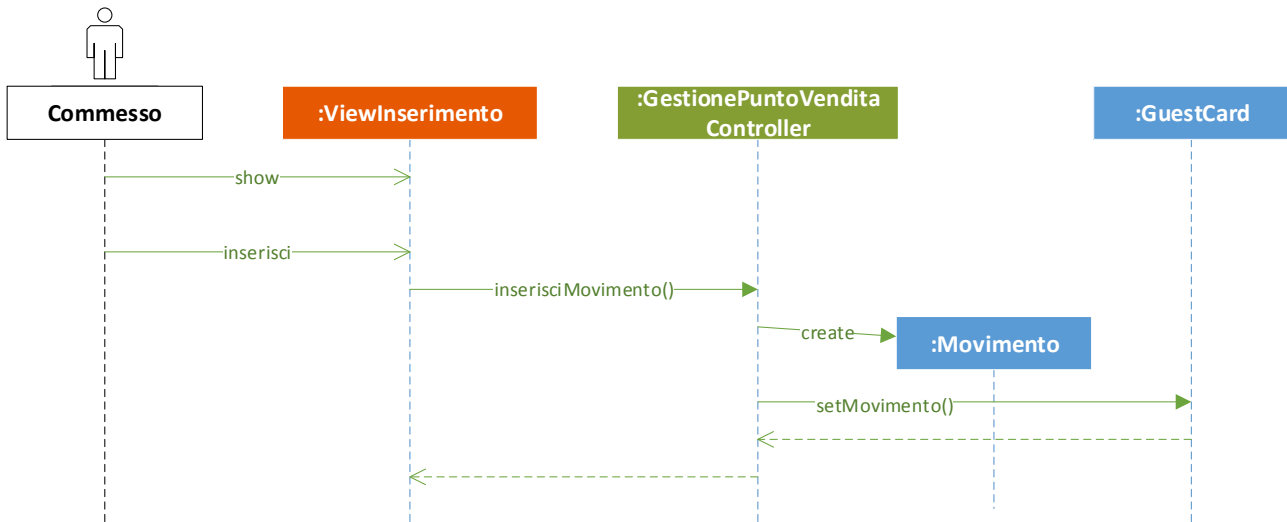 Commesso
:ViewInserimento
:GestionePuntoVendita
Controller
:GuestCard
show
inserisci
inserisciMovimento()
create
:Movimento
setMovimento()